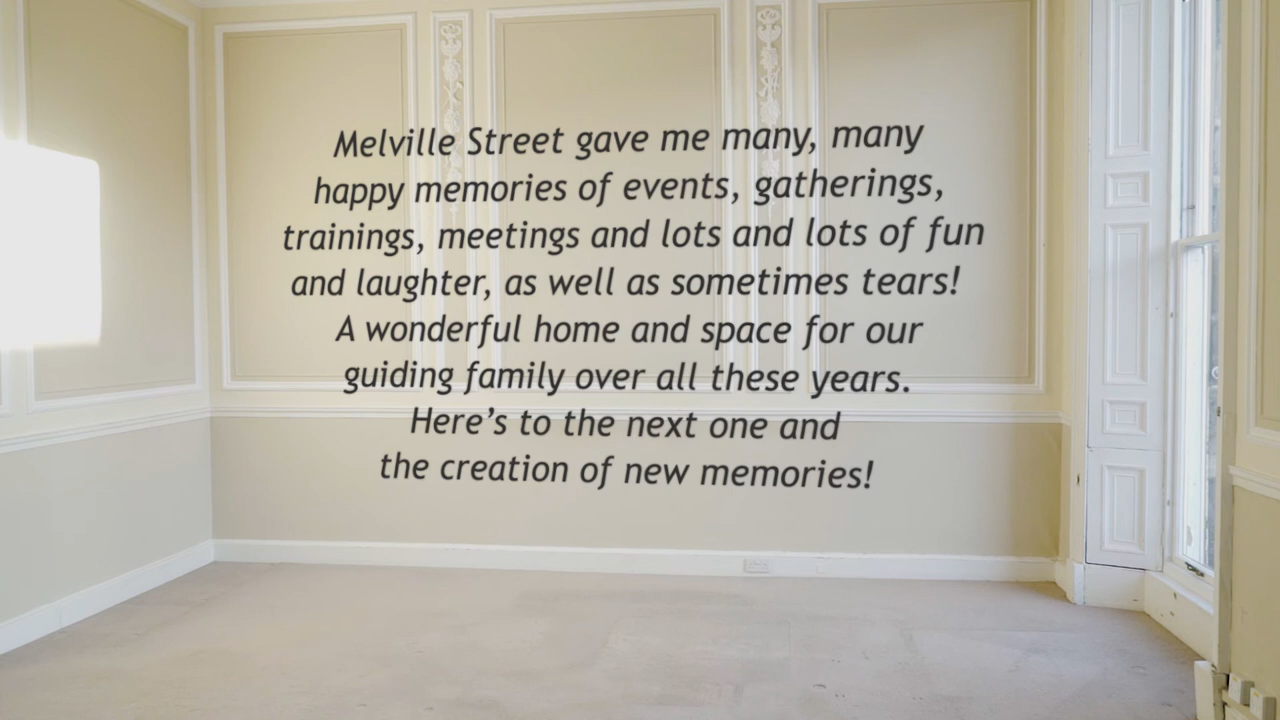 Melville Street gave me many, many
happy memories of events, gatherings,
trainings, meetings and lots and lots of fun
and laughter, as well as sometimes tears!
A wonderful home and space for our
guiding family over all these years.
Here’s to the next one and
the creation of new memories!